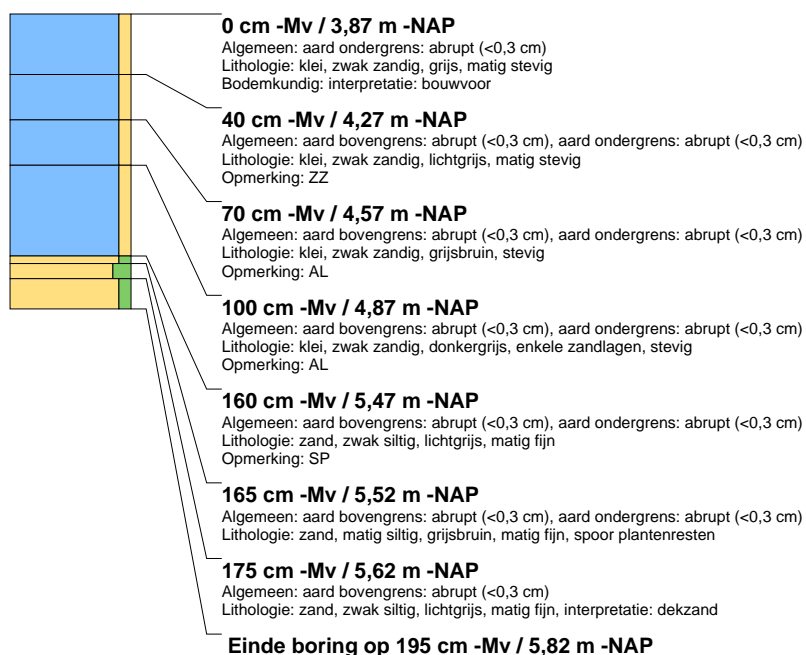 0 cm -Mv / 3,87 m -NAP
Algemeen: aard ondergrens: abrupt (<0,3 cm)
Lithologie: klei, zwak zandig, grijs, matig stevig
Bodemkundig: interpretatie: bouwvoor
40 cm -Mv / 4,27 m -NAP
Algemeen: aard bovengrens: abrupt (<0,3 cm), aard ondergrens: abrupt (<0,3 cm)
Lithologie: klei, zwak zandig, lichtgrijs, matig stevig
Opmerking: ZZ
70 cm -Mv / 4,57 m -NAP
Algemeen: aard bovengrens: abrupt (<0,3 cm), aard ondergrens: abrupt (<0,3 cm)
Lithologie: klei, zwak zandig, grijsbruin, stevig
Opmerking: AL
100 cm -Mv / 4,87 m -NAP
Algemeen: aard bovengrens: abrupt (<0,3 cm), aard ondergrens: abrupt (<0,3 cm)
Lithologie: klei, zwak zandig, donkergrijs, enkele zandlagen, stevig
Opmerking: AL
160 cm -Mv / 5,47 m -NAP
Algemeen: aard bovengrens: abrupt (<0,3 cm), aard ondergrens: abrupt (<0,3 cm)
Lithologie: zand, zwak siltig, lichtgrijs, matig fijn
Opmerking: SP
165 cm -Mv / 5,52 m -NAP
Algemeen: aard bovengrens: abrupt (<0,3 cm), aard ondergrens: abrupt (<0,3 cm)
Lithologie: zand, matig siltig, grijsbruin, matig fijn, spoor plantenresten
175 cm -Mv / 5,62 m -NAP
Algemeen: aard bovengrens: abrupt (<0,3 cm)
Lithologie: zand, zwak siltig, lichtgrijs, matig fijn, interpretatie: dekzand
Einde boring op 195 cm -Mv / 5,82 m -NAP